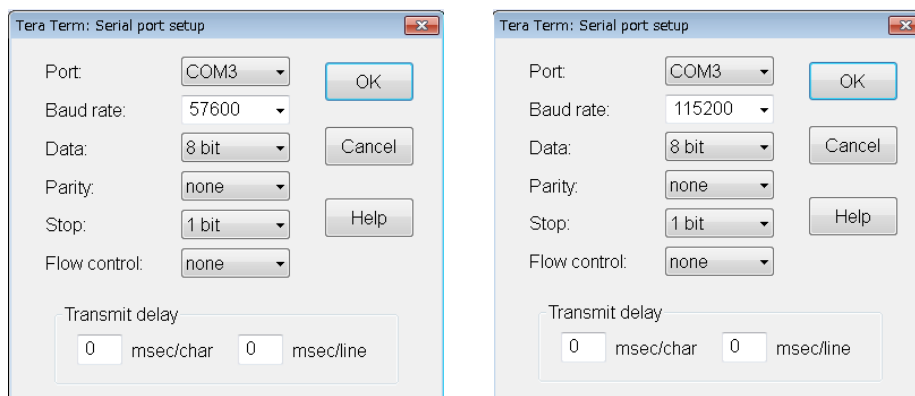 Tera Term: Serial port setup
Port: COM3 OK
Baud rate: 57600
Data: 8 bit Cancel
Parity: none
Stop: 1 bit Help
Flow control: none
Transmit delay
0 msec/char 0 msec/line
Tera Term: Serial port setup
Port: COM3 OK
Baud rate: 115200
Data: 8 bit Cancel
Parity: none
Stop: 1 bit Help
Flow control: none
Transmit delay
0 msec/char 0 msec/line